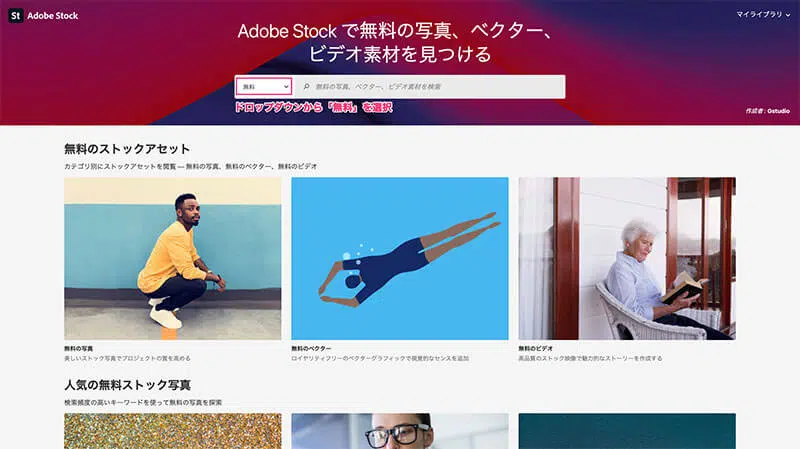 St Adobe Stock
マイライブラリ
Adobe Stock で無料の写真、ベクター、
ビデオ素材を見つける
無料
無料の写真、ベクター、ビデオ素材を検索
ドロップダウンから「無料」を選択
作成者 : Gstudio
無料のストックアセット
カテゴリ別にストックアセットを閲覧 — 無料の写真、無料のベクター、無料のビデオ
無料の写真
美しいストック写真でプロジェクトの質を高める
無料のベクター
ロイヤリティフリーのベクターグラフィックで視覚的なセンスを追加
無料のビデオ
高品質のストック映像で魅力的なストーリーを作成する
人気の無料ストック写真
検索頻度の高いキーワードを使って無料の写真を探索